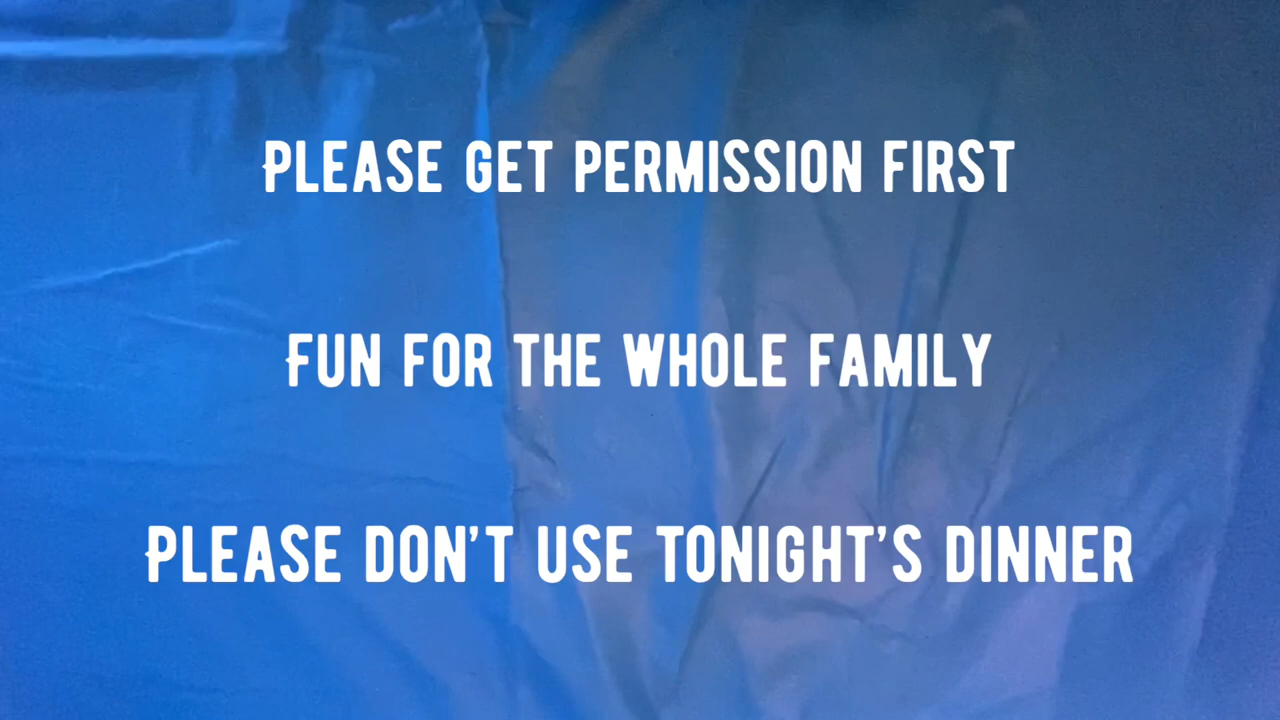 Please get permission first
Fun for the whole family
Please don't use tonight's dinner